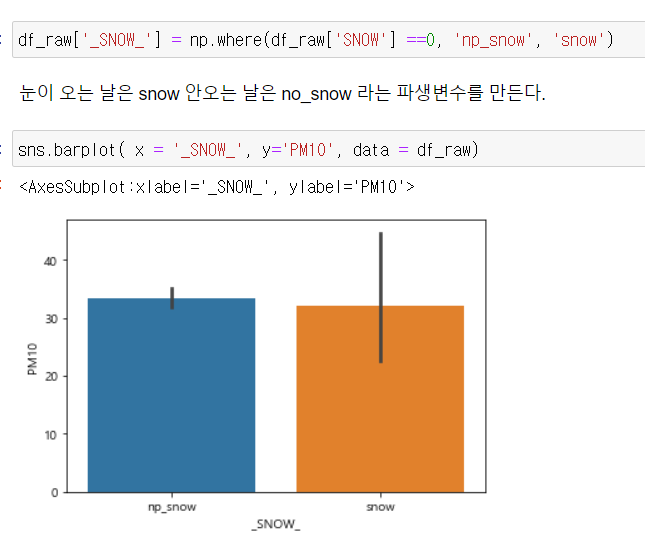 df_raw['_SNOW_'] = np.where(df_raw['SNOW'] ==0, 'np_snow', 'snow')
눈이 오는 날은 snow 안오는 날은 no_snow 라는 파생변수를 만든다.
sns.barplot( x = '_SNOW_', y='PM10', data = df_raw)
<AxesSubplot:xlabel='_SNOW_', ylabel='PM10'>
40
30
20
10
0
PM10
np_snow snow
_SNOW_